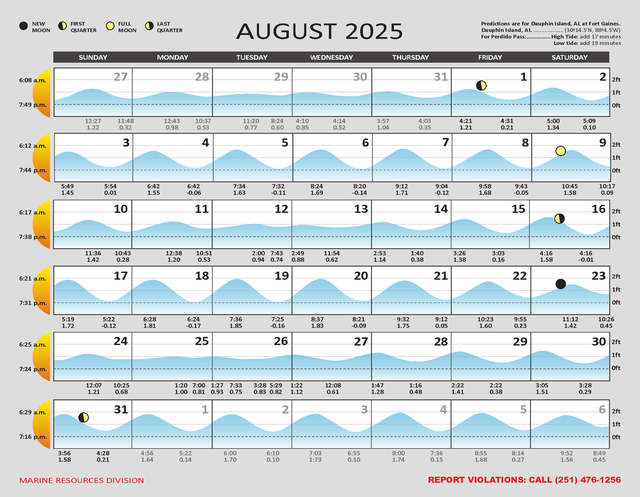 NEW MOON
FIRST QUARTER
FULL MOON
LAST QUARTER
AUGUST 2025
Predictions are for Dauphin Island, AL at Fort Gaines.
Dauphin Island, AL ............... (30º14.5'N, 88º4.5'W)
For Perdido Pass: ........... High Tide: add 17 minutes
Low tide: add 19 minutes
SUNDAY MONDAY TUESDAY WEDNESDAY THURSDAY FRIDAY SATURDAY
6:08 a.m. 27 28 29 30 31 1 2 2ft
1ft
7:49 p.m. 0ft
12:27 11:48 12:43 10:37 11:20 8:24 4:10 8:14 3:57 4:03 4:21 4:31 5:00 5:09
1.22 0.32 0.98 0.53 0.77 0.60 0.85 0.52 1.04 0.35 1.21 0.21 1.34 0.10
6:12 a.m. 3 4 5 6 7 8 9 2ft
1ft
7:44 p.m. 0ft
5:49 5:54 6:42 6:42 7:34 7:32 8:24 8:20 9:12 9:04 9:58 9:43 10:45 10:17
1.45 0.01 1.55 -0.06 1.63 -0.11 1.69 -0.14 1.71 -0.12 1.68 -0.05 1.58 0.09
6:17 a.m. 10 11 12 13 14 15 16 2ft
1ft
7:38 p.m. 0ft
11:36 10:43 12:38 10:51 2:00 7:43 2:49 11:54 2:53 1:40 3:26 3:03 4:16 4:16
1.42 0.28 1.20 0.53 0.94 0.74 0.88 0.62 1.14 0.38 1.38 0.16 1.58 -0.01
6:21 a.m. 17 18 19 20 21 22 23 2ft
1ft
7:31 p.m. 0ft
5:19 5:22 6:28 6:24 7:36 7:25 8:37 8:21 9:32 9:12 10:23 9:55 11:12 10:26
1.72 -0.12 1.81 -0.17 1.85 -0.16 1.83 -0.09 1.75 0.05 1.60 0.23 1.42 0.45
6:25 a.m. 24 25 26 27 28 29 30 2ft
1ft
7:24 p.m. 0ft
12:07 10:25 1:20 7:00 1:27 7:33 3:28 5:29 1:22 12:08 1:47 1:16 2:22 2:22 3:05 3:28
1.25 0.68 1.00 0.81 0.93 0.75 0.83 0.82 1.12 0.61 1.28 0.48 1.41 0.38 1.51 0.29
6:29 a.m. 31 1 2 3 4 5 6 2ft
1ft
7:16 p.m. 0ft
3:56 4:28 4:56 5:22 6:00 6:10 7:03 6:55 8:00 7:36 8:55 8:14 9:52 8:49
1.58 0.21 1.64 0.14 1.70 0.10 1.73 0.10 1.74 0.15 1.68 0.27 1.56 0.45
MARINE RESOURCES DIVISION
REPORT VIOLATIONS: CALL (251) 476-1256